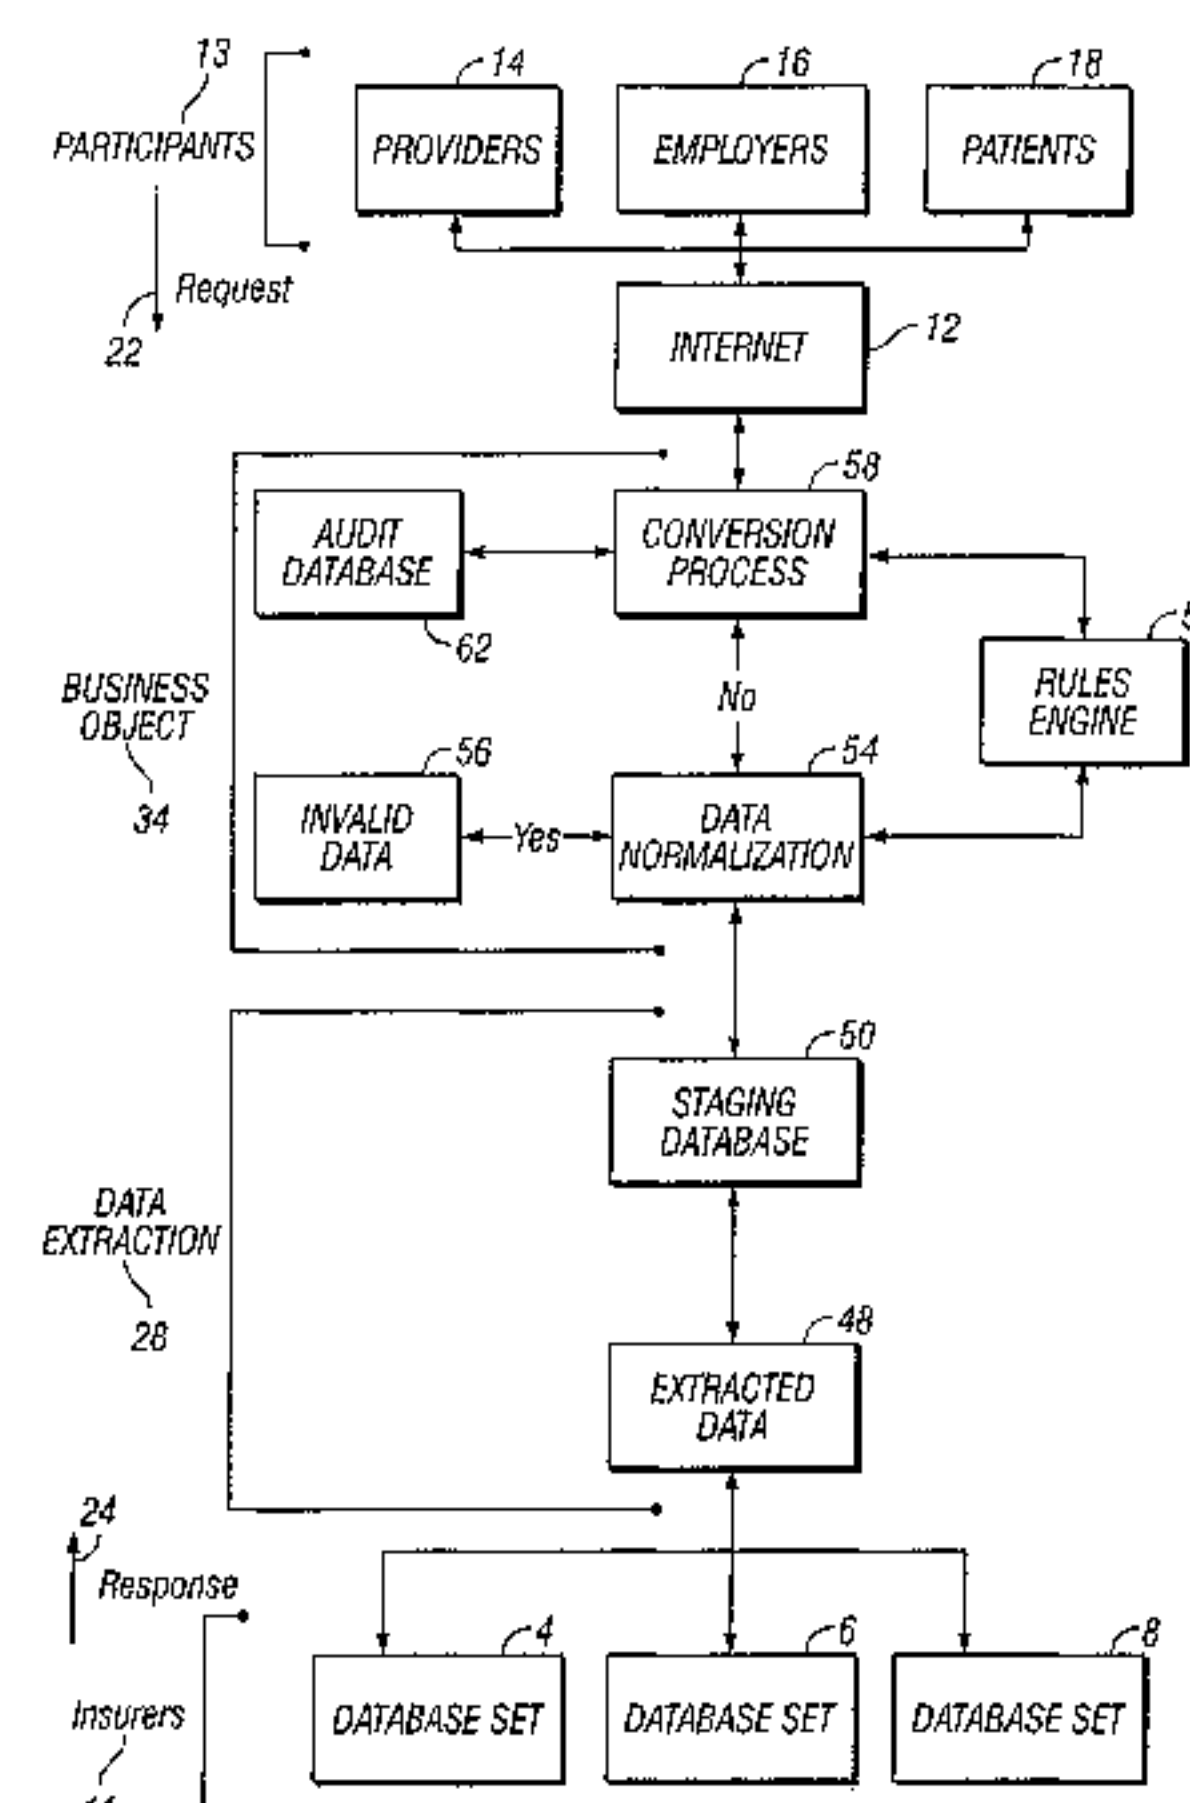 13
14
16
18
PARTICIPANTS
PROVIDERS
EMPLOYERS
PATIENTS
Request
22
INTERNET
12
58
AUDIT
DATABASE
CONVERSION
PROCESS
62
BUSINESS
OBJECT
34
No
RULES
ENGINE
56
54
INVALID
DATA
Yes
DATA
NORMALIZATION
50
STAGING
DATABASE
DATA
EXTRACTION
28
48
EXTRACTED
DATA
24
Response
4
6
8
Insurers
DATABASE SET
DATABASE SET
DATABASE SET